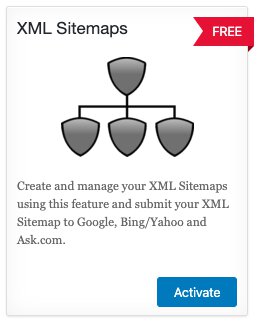 XML Sitemaps
FREE
Create and manage your XML Sitemaps
using this feature and submit your XML
Sitemap to Google, Bing/Yahoo and
Ask.com.
Activate